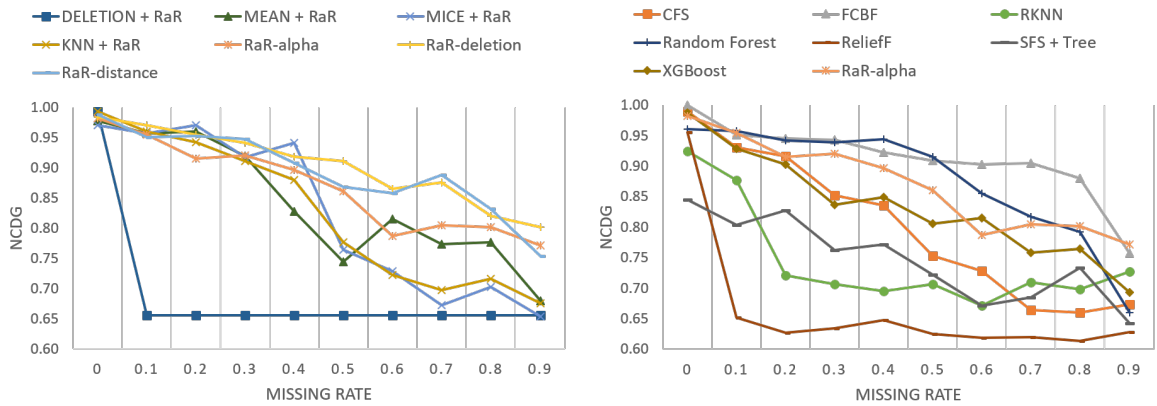 DELETION + RaR MEAN + RaR MICE + RaR
KNN + RaR RaR-alpha RaR-deletion
RaR-distance
1.00
0.95
0.90
0.85
0.80
0.75
0.70
0.65
0.60
NCDG
0 0.1 0.2 0.3 0.4 0.5 0.6 0.7 0.8 0.9
MISSING RATE
CFS FCBF RKNN
Random Forest ReliefF SFS + Tree
XGBoost RaR-alpha
1.00
0.95
0.90
0.85
0.80
0.75
0.70
0.65
0.60
NCDG
0 0.1 0.2 0.3 0.4 0.5 0.6 0.7 0.8 0.9
MISSING RATE